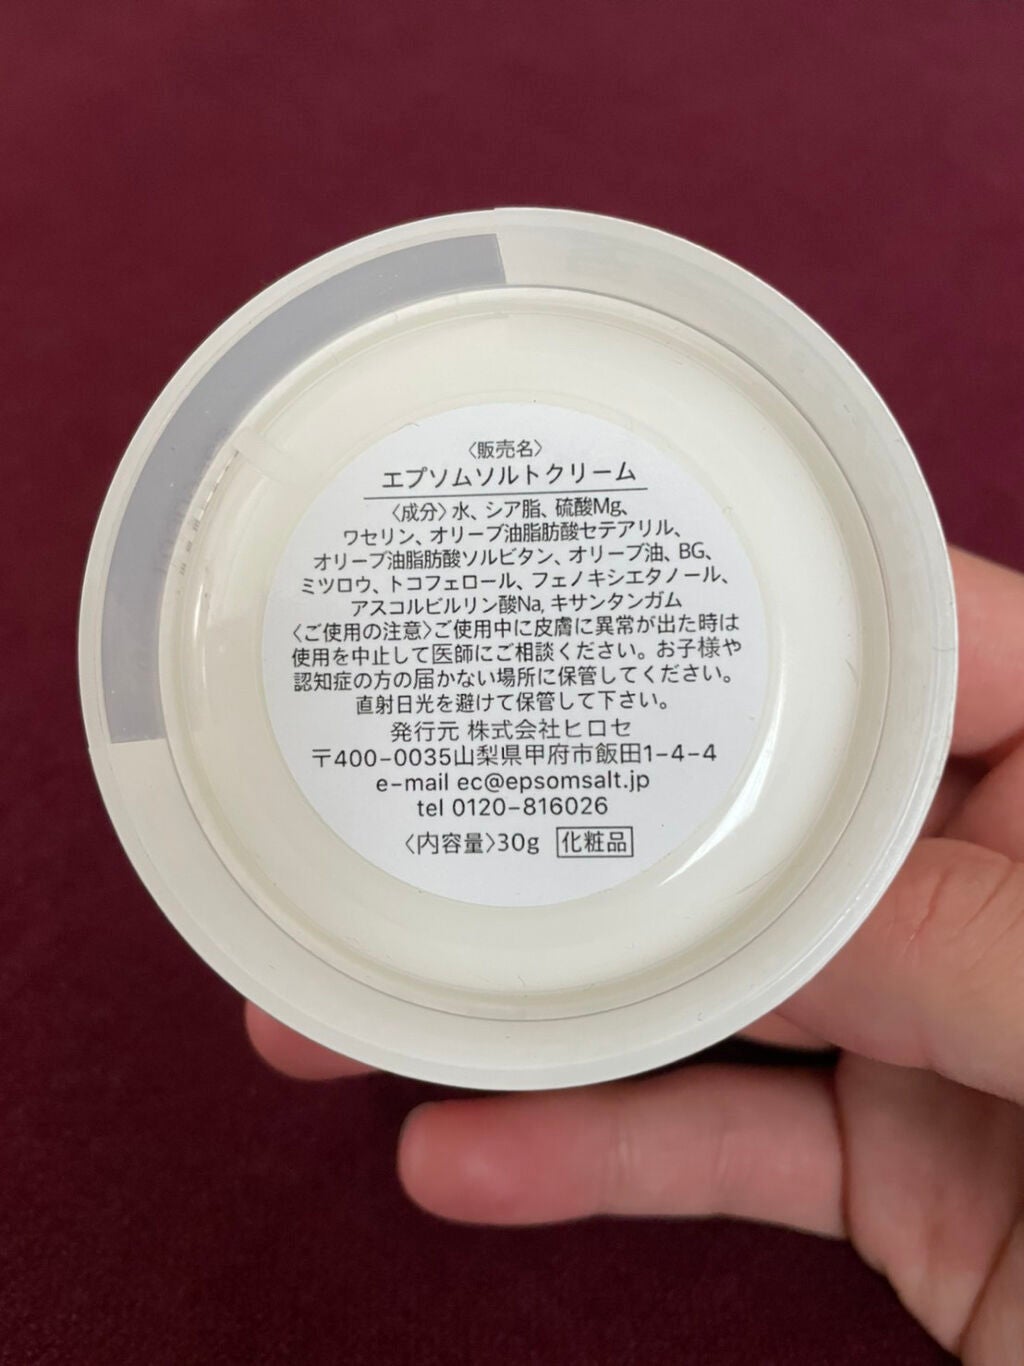 〈販売名〉
エプソムソルトクリーム
〈成分〉水、シア脂、硫酸Mg、
ワセリン、オリーブ油脂肪酸セテアリル、
オリーブ油脂肪酸ソルビタン、オリーブ油、BG、
ミツロウ、トコフェロール、フェノキシエタノール、
アスコルビルリン酸Na, キサンタンガム
〈ご使用の注意〉ご使用中に皮膚に異常が出た時は
使用を中止して医師にご相談ください。お子様や
認知症の方の届かない場所に保管してください。
直射日光を避けて保管して下さい。
発行元 株式会社ヒロセ
〒400-0035山梨県甲府市飯田1-4-4
e-mail ec@epsomsalt.jp
tel 0120-816026
〈内容量〉30g 化粧品